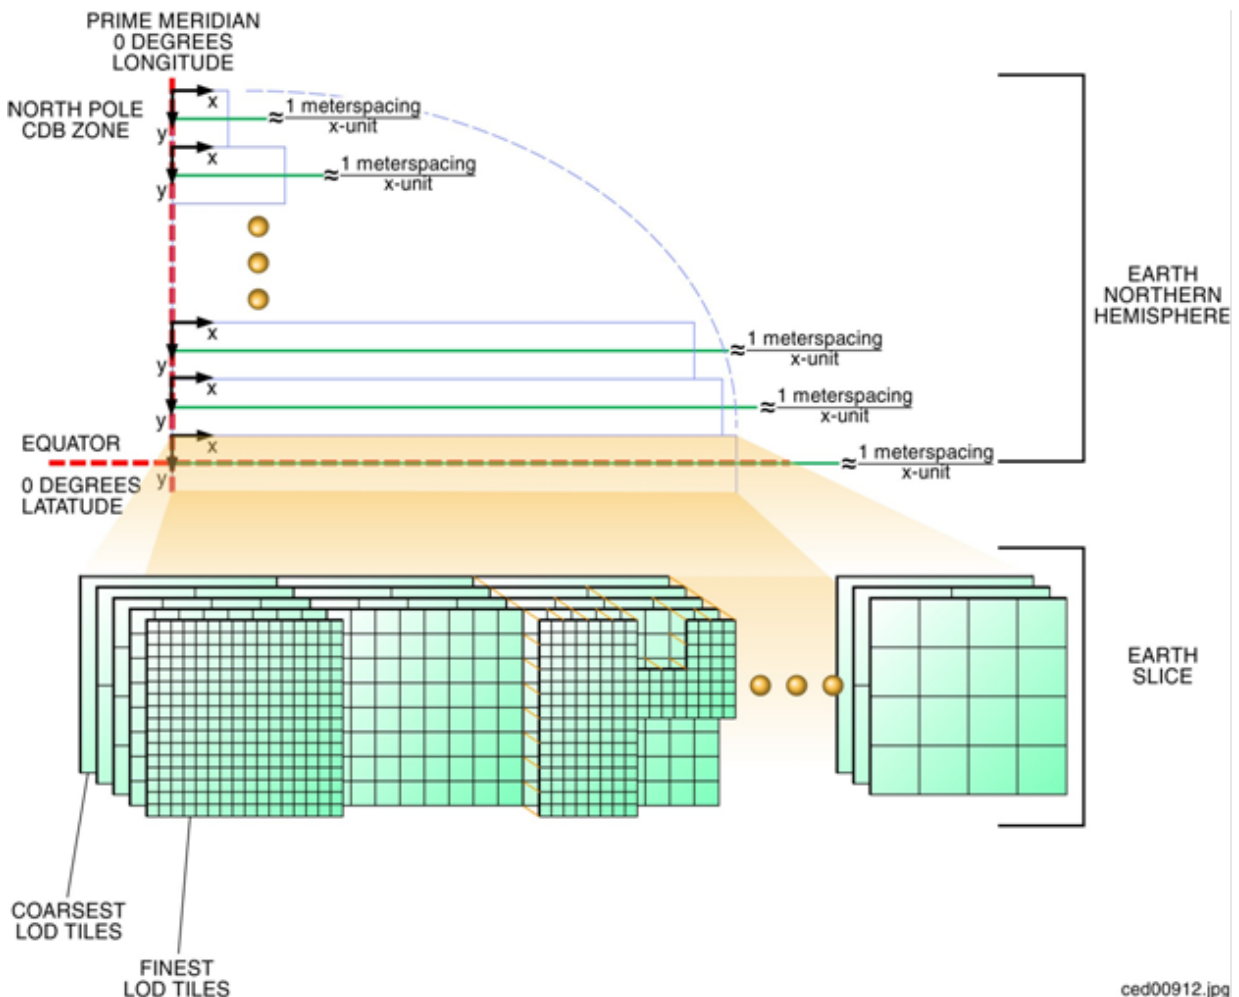 PRIME MERIDIAN
0 DEGREES
LONGITUDE
NORTH POLE
CDB ZONE
x
y
≈ 1 meterspacing
x-unit
x
y
≈ 1 meterspacing
x-unit
EARTH
NORTHERN
HEMISPHERE
x
y
≈ 1 meterspacing
x-unit
x
y
≈ 1 meterspacing
x-unit
EQUATOR
x
y
≈ 1 meterspacing
x-unit
0 DEGREES
LATATUDE
EARTH
SLICE
COARSEST
LOD TILES
FINEST
LOD TILES
ced00912.jpg